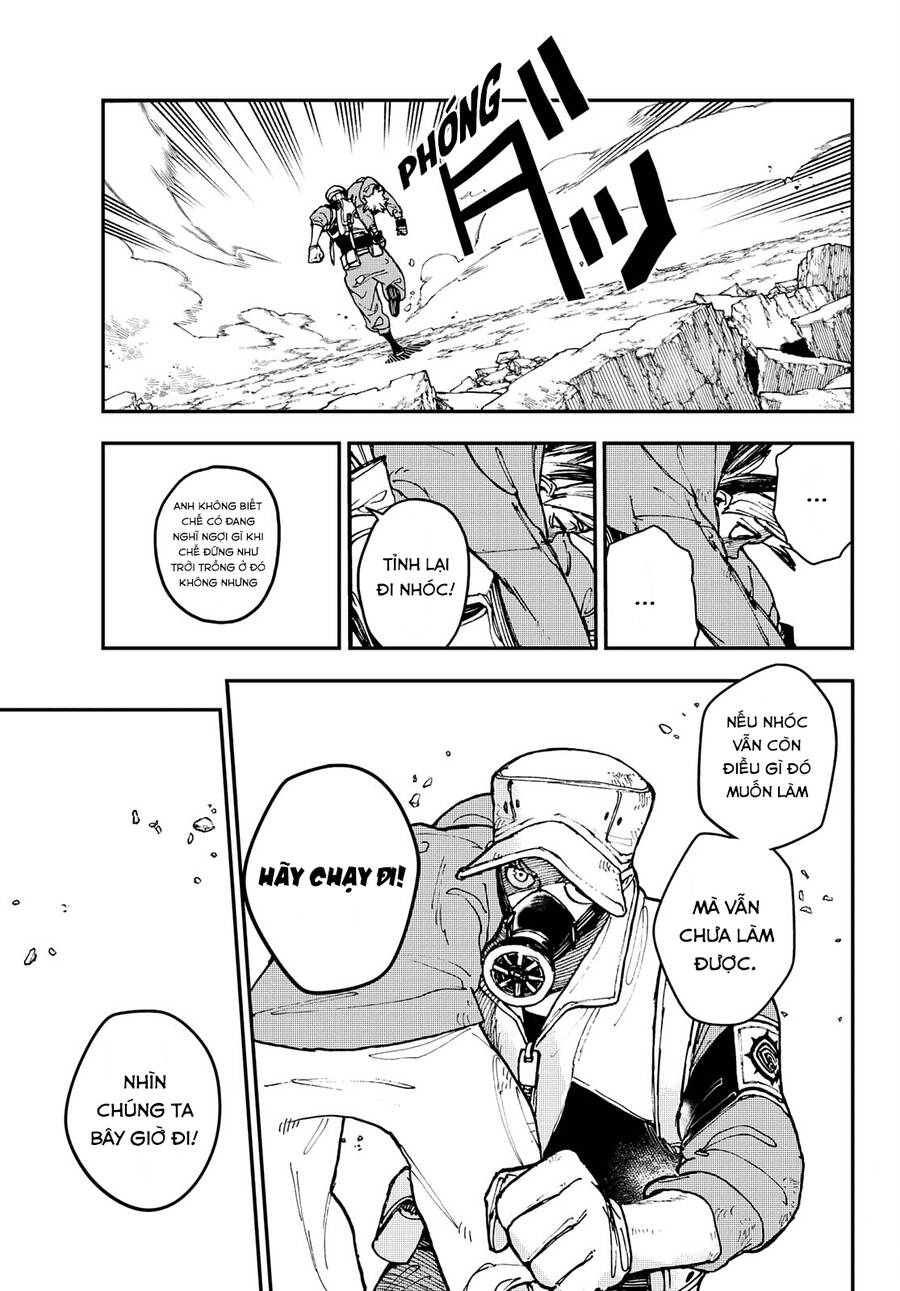 PHÓNG
ダッ
...
...
TỈNH LẠI
ĐI NHÓC!
ANH KHÔNG BIẾT
CHẾ CÓ ĐANG
NGHĨ NGỢI GÌ KHI
CHẾ ĐỨNG NHƯ
TRỜI TRỒNG Ở ĐÓ
KHÔNG NHƯNG
NẾU NHÓC
VẪN CÒN
ĐIỀU GÌ ĐÓ
MUỐN LÀM
MÀ VẪN
CHƯA LÀM
ĐƯỢC.
HÃY CHẠY ĐI!
NHÌN
CHÚNG TA
BÂY GIỜ ĐI!